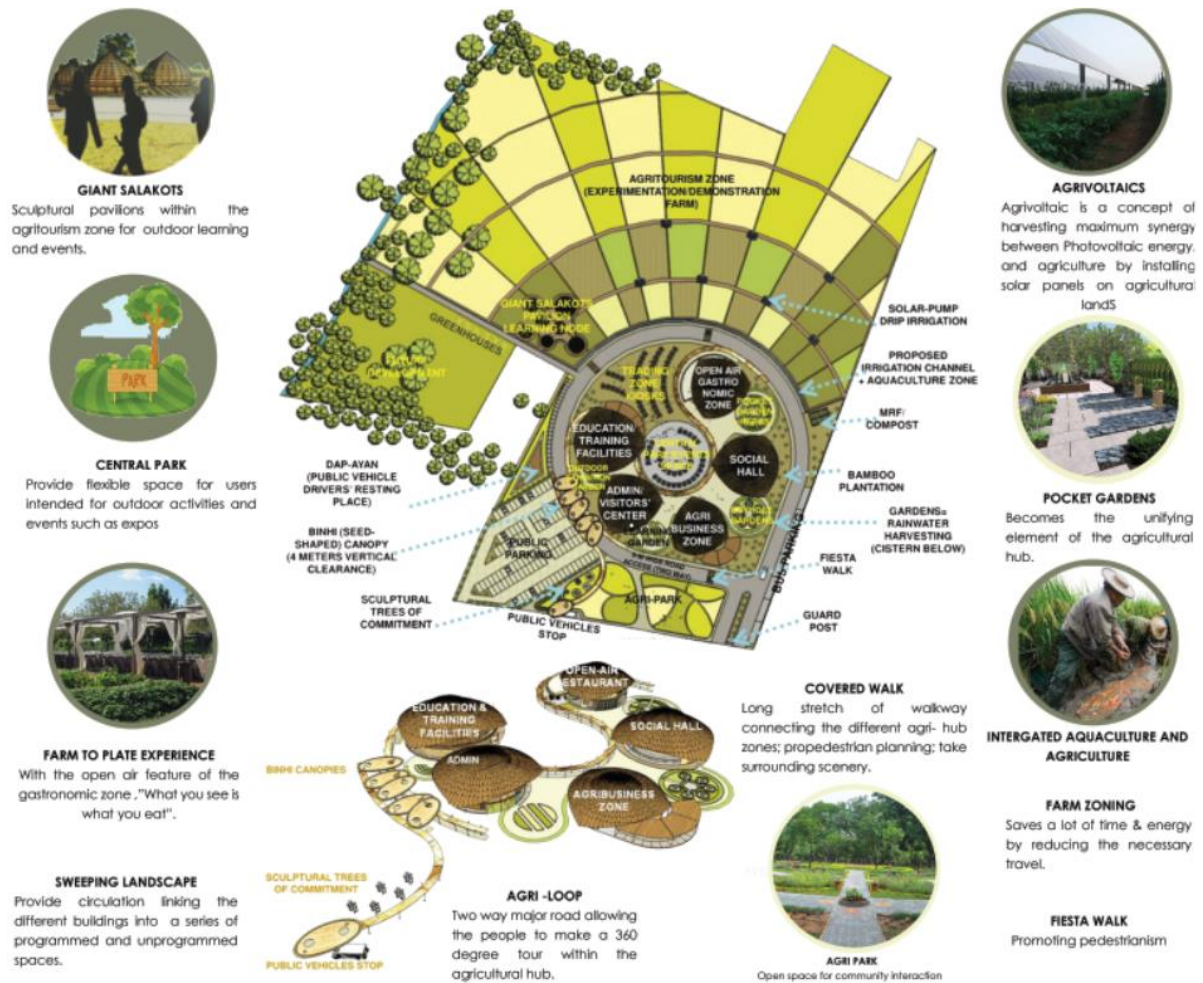 GIANT SALAKOTS
Sculptural pavilions within the
agritourism zone for outdoor learning
and events.
PARK
CENTRAL PARK
Provide flexible space for users
intended for outdoor activities and
events such as expos
FARM TO PLATE EXPERIENCE
With the open air feature of the
gastronomic zone ,"What you see is
what you eat".
SWEEPING LANDSCAPE
Provide circulation linking the
different buildings into a series of
programmed and unprogrammed
spaces.
AGRITOURISM ZONE
(EXPERIMENTATION/DEMONSTRATION
FARM)
GIANT SALAKOTS
PAVILION
LEARNING NODE
GREENHOUSES
FUTURE
DEVELOPMENT
TRADING
ZONE
KIOSKS
OPEN AIR
GASTRO
NOMIC
ZONE
POCKET
GARDEN
EDUCATION/
TRAINING
FACILITIES
SOCIAL
HALL
OUTDOOR
ADMIN/
VISITORS'
CENTER
AGRI
BUSINESS
ZONE
GARDEN
PUBLIC
PARKING
ACCESS (TWO WAY)
AGRI-PARK
BUS PARKING
PUBLIC VEHICLES
STOP
DAP-AYAN
(PUBLIC VEHICLE
DRIVERS' RESTING
PLACE)
BINHI (SEED-
SHAPED) CANOPY
(4 METERS VERTICAL
CLEARANCE)
SCULPTURAL
TREES OF
COMMITMENT
SOLAR-PUMP
DRIP IRRIGATION
PROPOSED
IRRIGATION CHANNEL
+ AQUACULTURE ZONE
MRF/
COMPOST
BAMBOO
PLANTATION
GARDENS¤
RAINWATER
HARVESTING
(CISTERN BELOW)
FIESTA
WALK
GUARD
POST
OPEN-AIR
RESTAURANT
EDUCATION &
TRAINING
FACILITIES
SOCIAL HALL
ADMIN
AGRIBUSINESS
ZONE
BINHI CANOPIES
SCULPTURAL TREES
OF COMMITMENT
PUBLIC VEHICLES STOP
AGRI -LOOP
Two way major road allowing
the people to make a 360
degree tour within the
agricultural hub.
COVERED WALK
Long stretch of walkway
connecting the different agri- hub
zones; propedestrian planning; take
surrounding scenery.
AGRI PARK
Open space for community interaction
AGRIVOLTAICS
Agrivoltaic is a concept of
harvesting maximum synergy
between Photovoltaic energy,
and agriculture by installing
solar panels on agricultural
landS
POCKET GARDENS
Becomes the unifying
element of the agricultural
hub.
INTERGATED AQUACULTURE AND
AGRICULTURE
FARM ZONING
Saves a lot of time & energy
by reducing the necessary
travel.
FIESTA WALK
Promoting pedestrianism